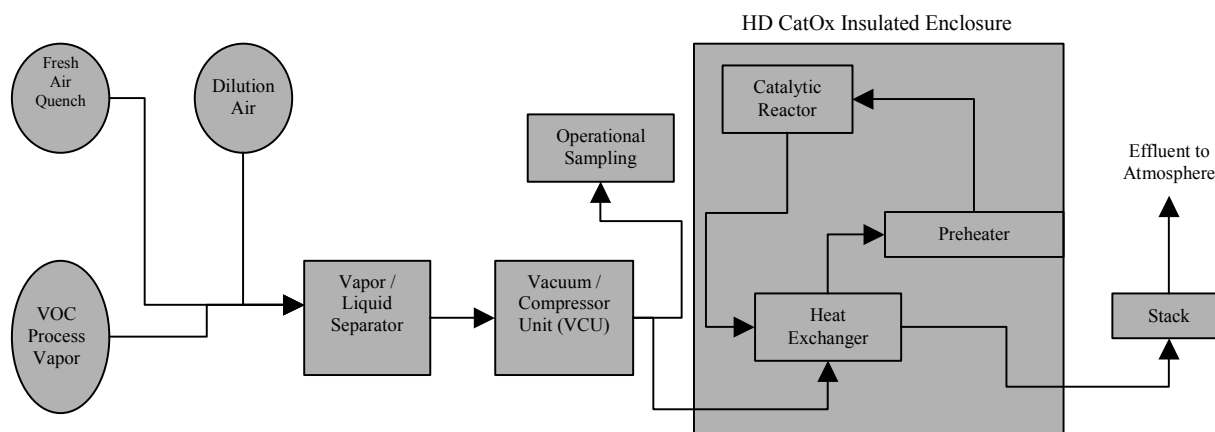 HD CatOx Insulated Enclosure
Fresh
Air
Quench
Dilution
Air
Catalytic
Reactor
Operational
Sampling
Effluent to
Atmosphere
Preheater
VOC
Process
Vapor
Vapor /
Liquid
Separator
Vacuum /
Compressor
Unit (VCU)
Heat
Exchanger
Stack